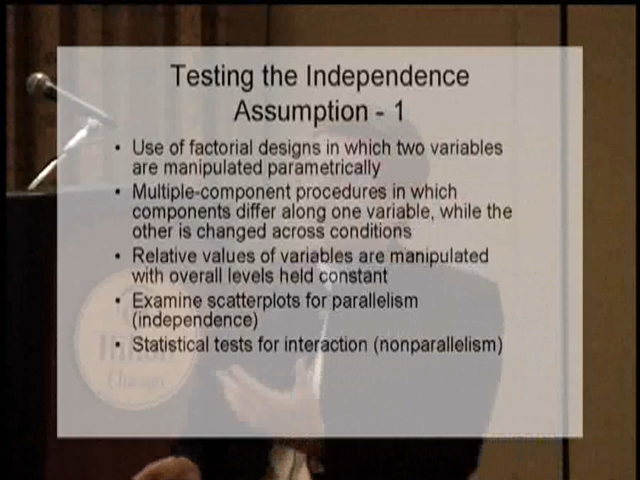 Testing the Independence
Assumption - 1
• Use of factorial designs in which two variables
are manipulated parametrically
• Multiple-component procedures in which
components differ along one variable, while the
other is changed across conditions
• Relative values of variables are manipulated
with overall levels held constant
• Examine scatterplots for parallelism
(independence)
• Statistical tests for interaction (nonparallelism)
Hilton
Chicago